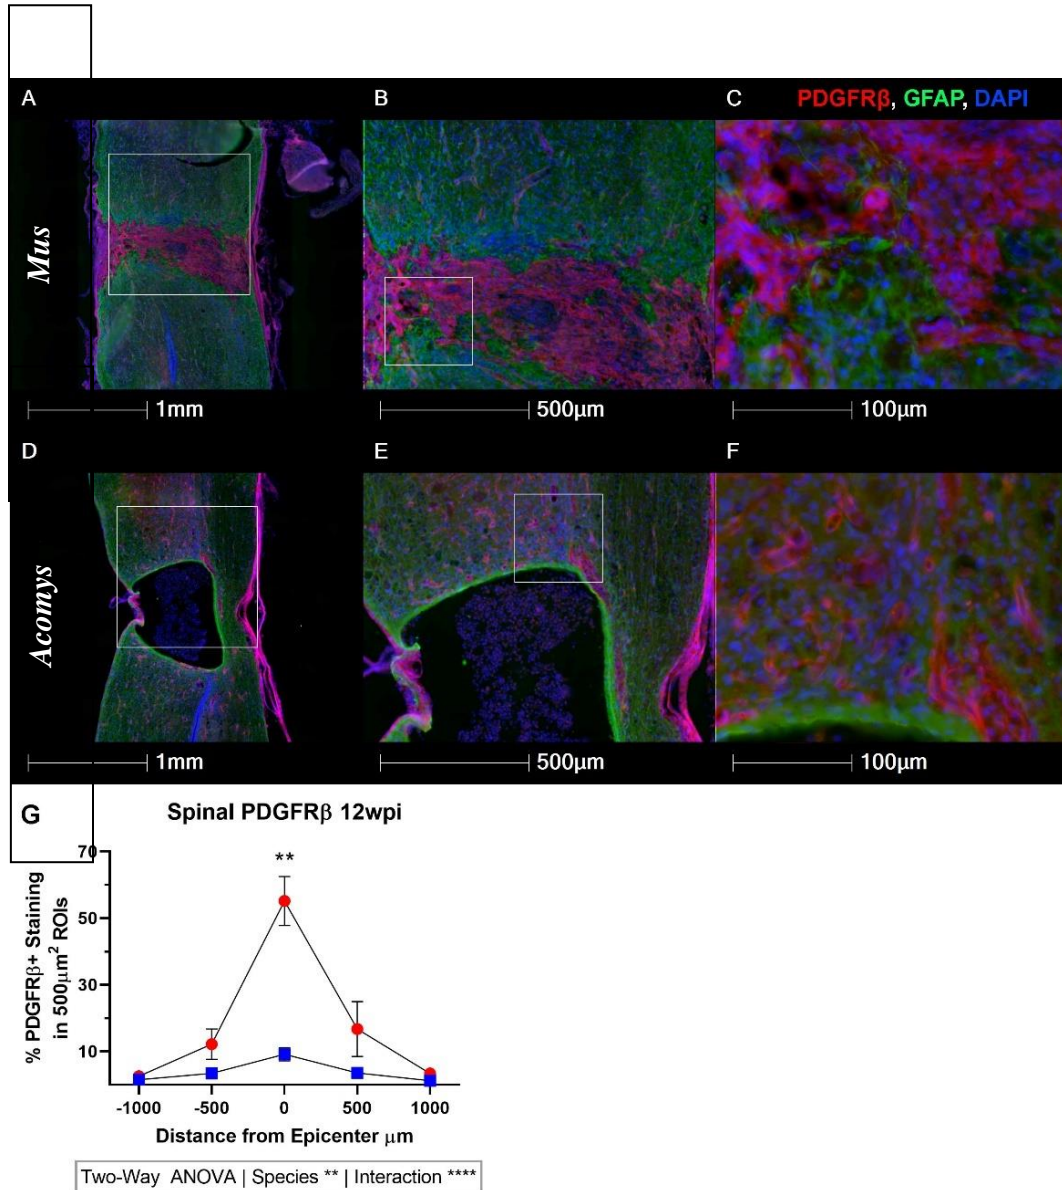 A
B
C
PDGFRβ, GFAP, DAPI
Mus
1mm
500μm
100μm
D
E
F
Acomys
1mm
500μm
100μm
G
Spinal PDGFRβ 12wpi
% PDGFRβ+ Staining
in 500μm² ROIs
70
50
30
10
**
-1000 -500 0 500 1000
Distance from Epicenter μm
Two-Way ANOVA | Species ** | Interaction ****